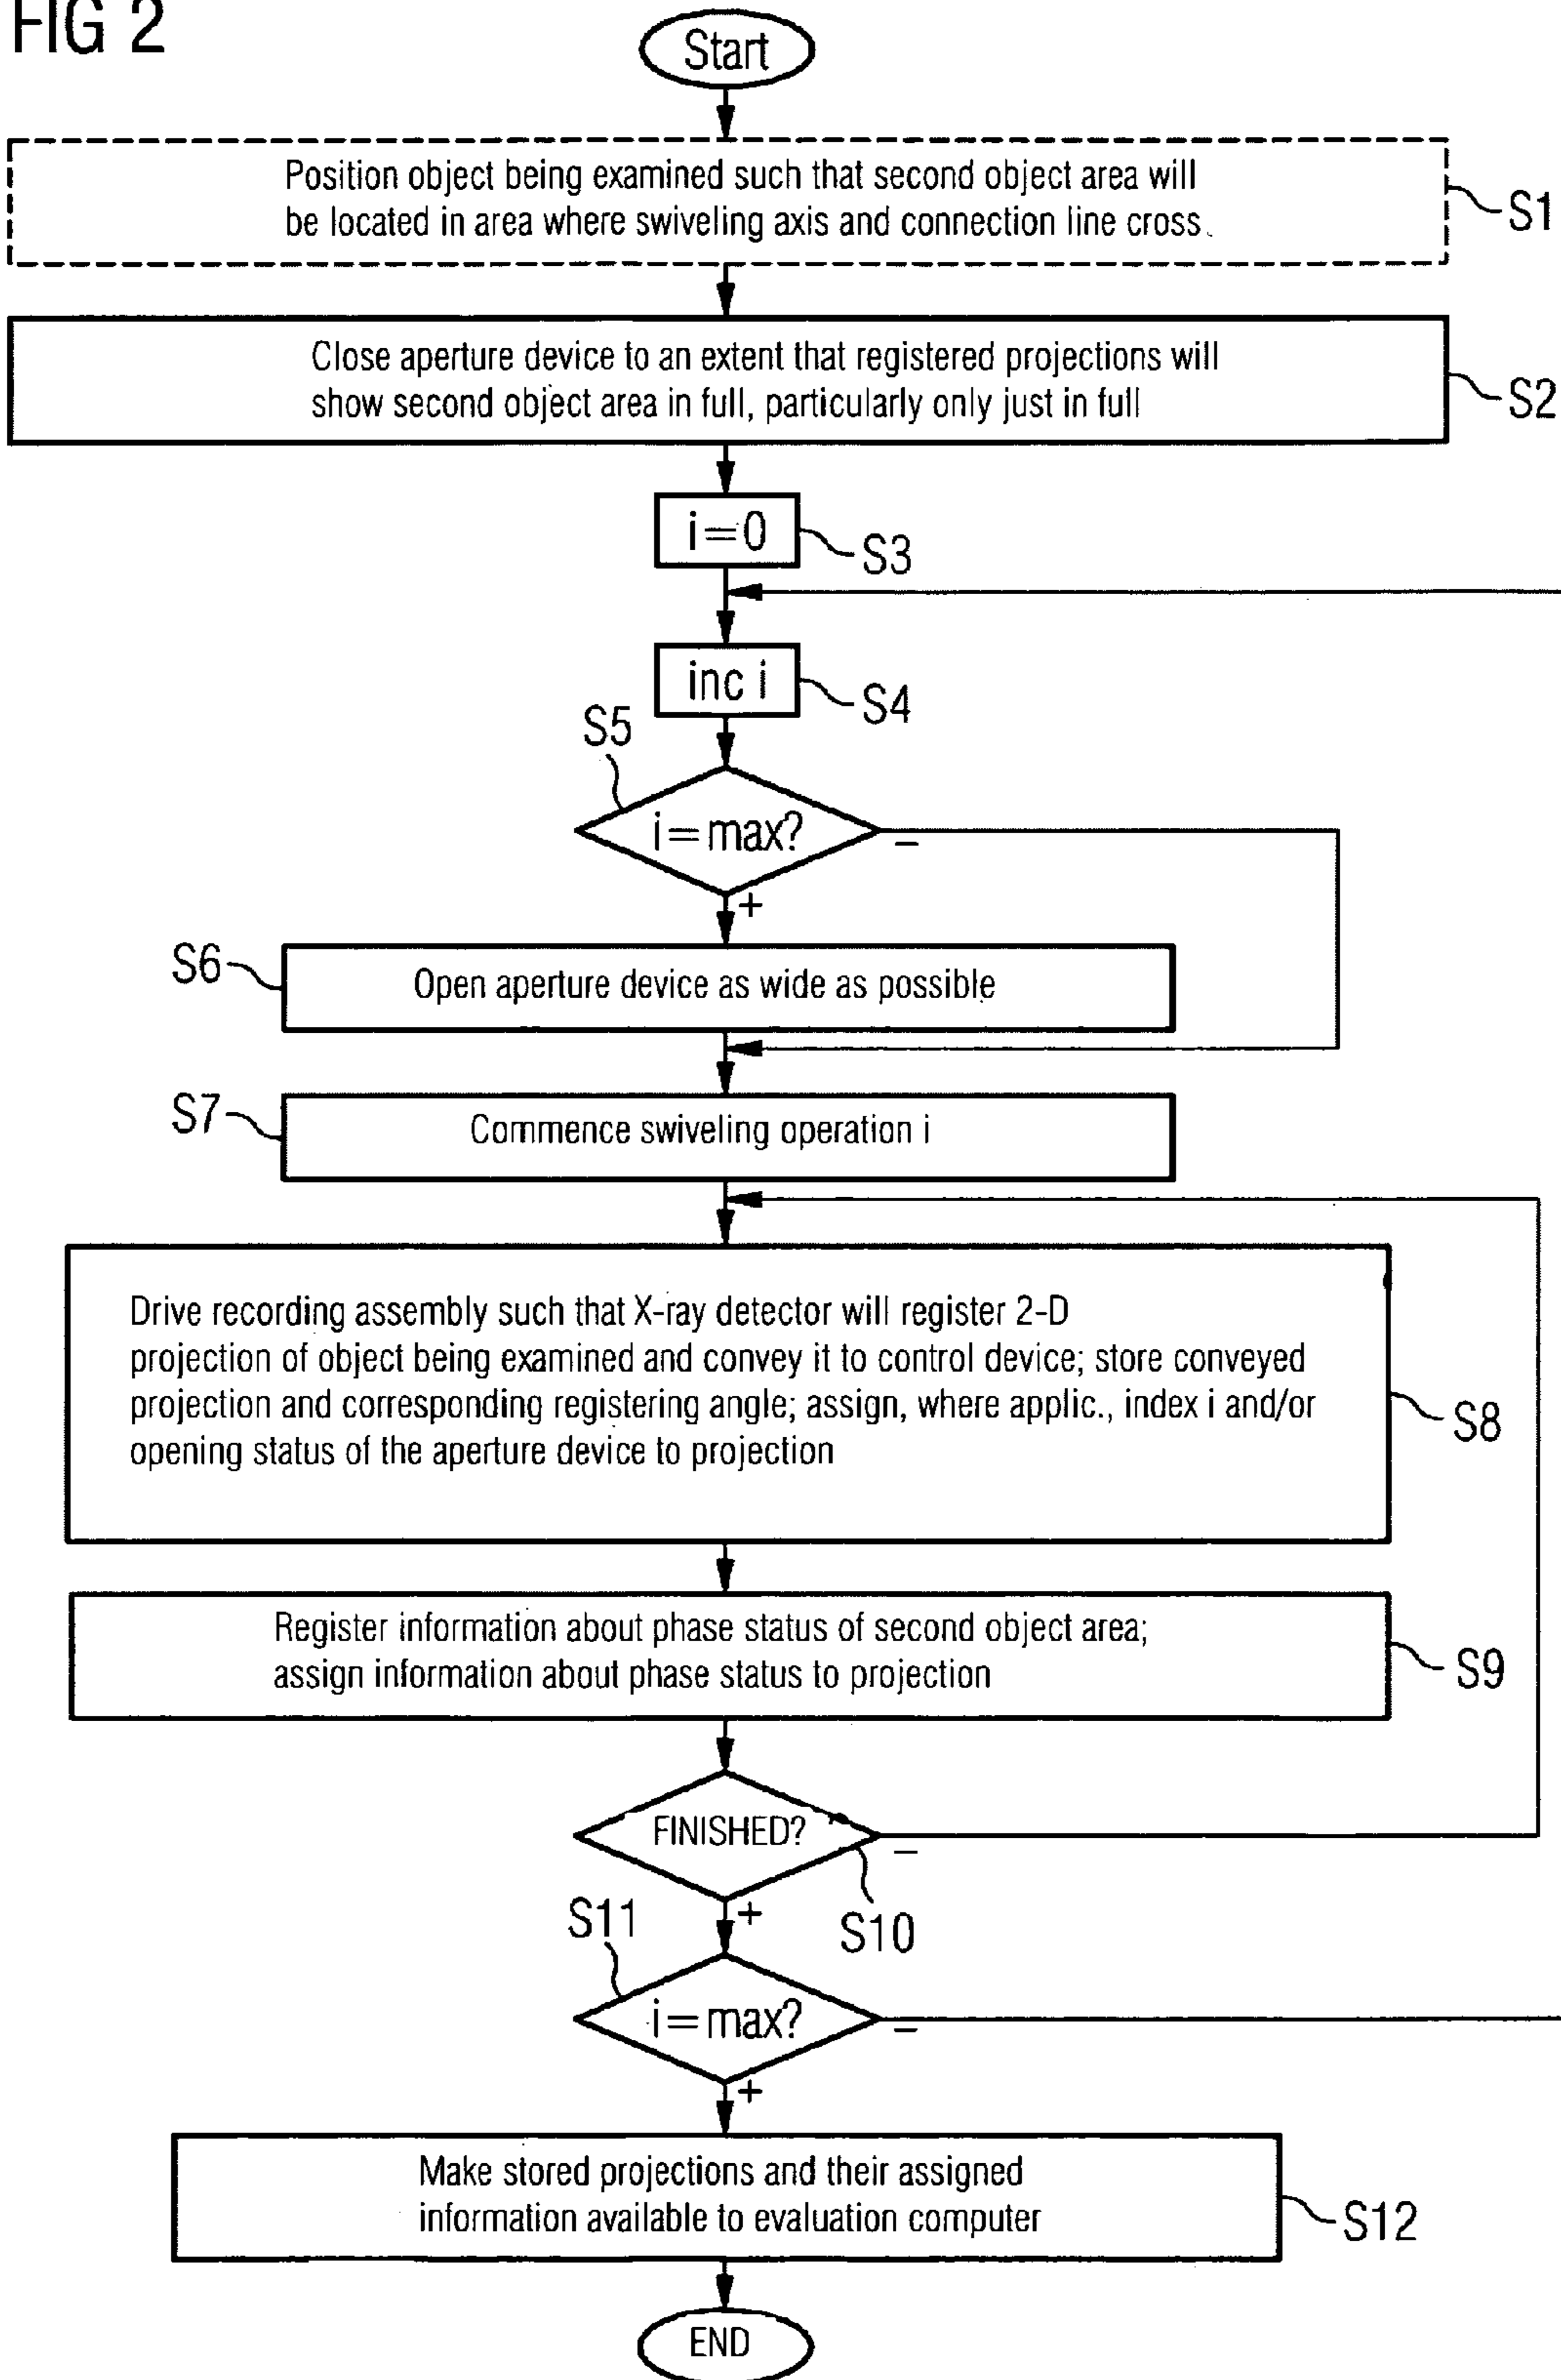 FIG 2
Start
Position object being examined such that second object area will
be located in area where swiveling axis and connection line cross.
S1
Close aperture device to an extent that registered projections will
show second object area in full, particularly only just in full
S2
i=0
S3
inc i
S4
S5
i=max?
–
+
S6
Open aperture device as wide as possible
S7
Commence swiveling operation i
Drive recording assembly such that X-ray detector will register 2-D
projection of object being examined and convey it to control device; store conveyed
projection and corresponding registering angle; assign, where applic., index i and/or
opening status of the aperture device to projection
S8
Register information about phase status of second object area;
assign information about phase status to projection
S9
FINISHED?
–
+
S10
S11
i=max?
–
+
Make stored projections and their assigned
information available to evaluation computer
S12
END